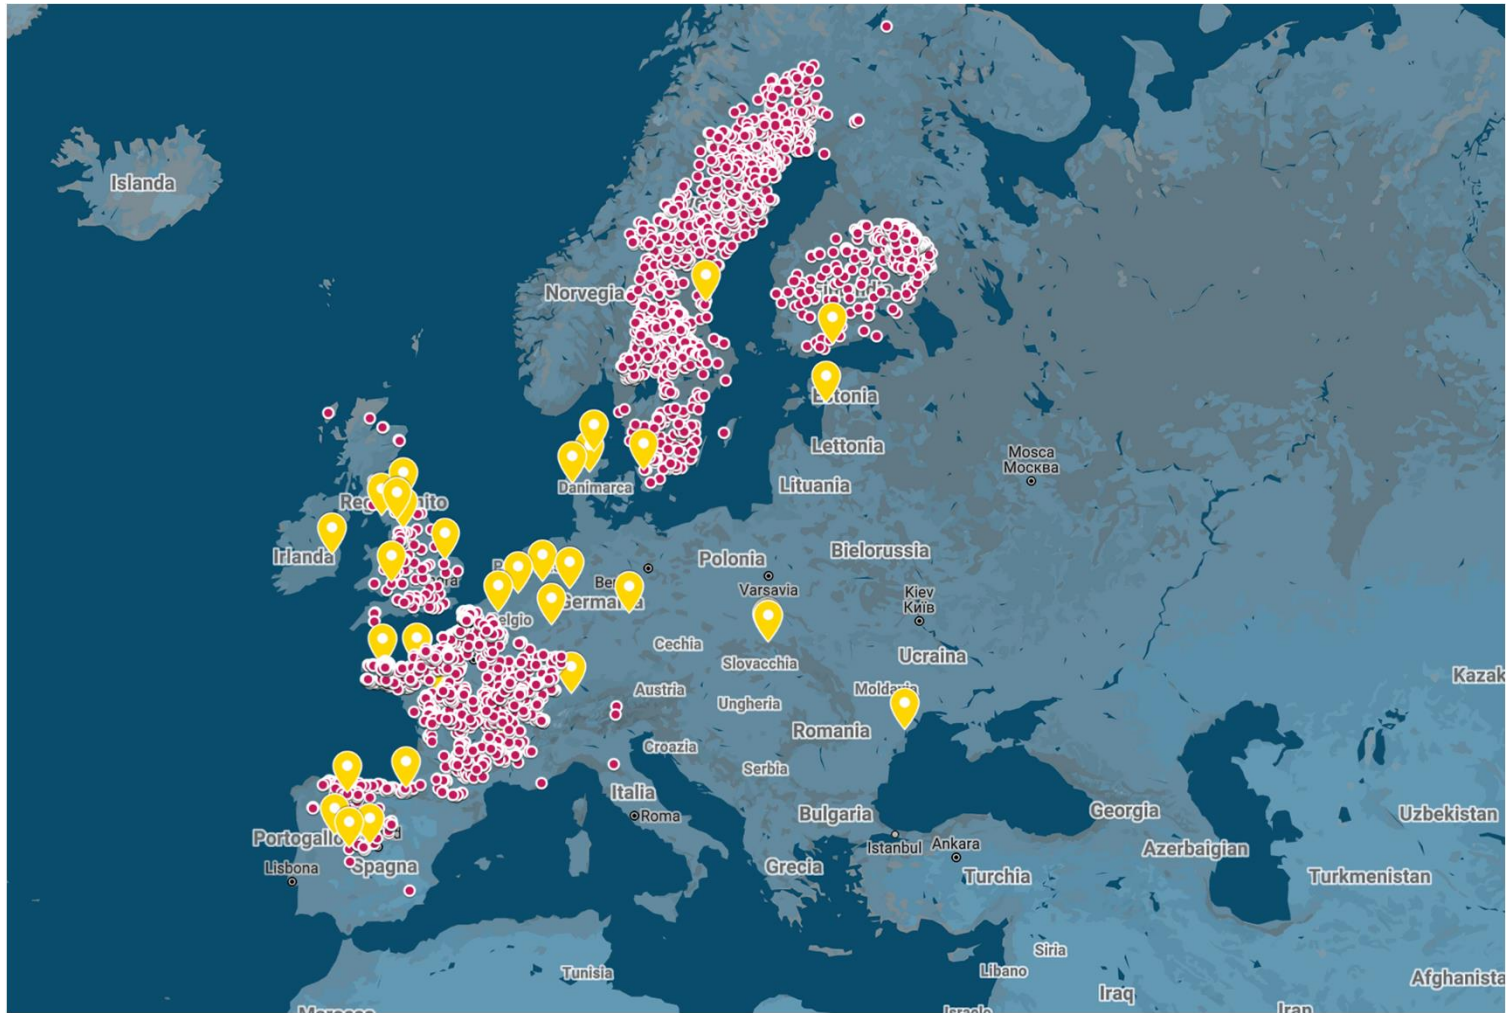 Islanda
Norvegia
Estonia
Lettonia
Mosca
Москва
Danimarca
Lituania
Irlanda
Polonia
Bielorussia
Varsavia
Kiev
Київ
Germania
Cechia
Slovacchia
Ucraina
Kazak
Austria
Ungheria
Moldavia
Romania
Croazia
Serbia
Italia
Roma
Bulgaria
Georgia
Uzbekistan
Portogallo
Istanbul
Ankara
Azerbaigian
Lisbona
Spagna
Grecia
Turchia
Turkmenistan
Siria
Tunisia
Libano
Afghanista
Iraq